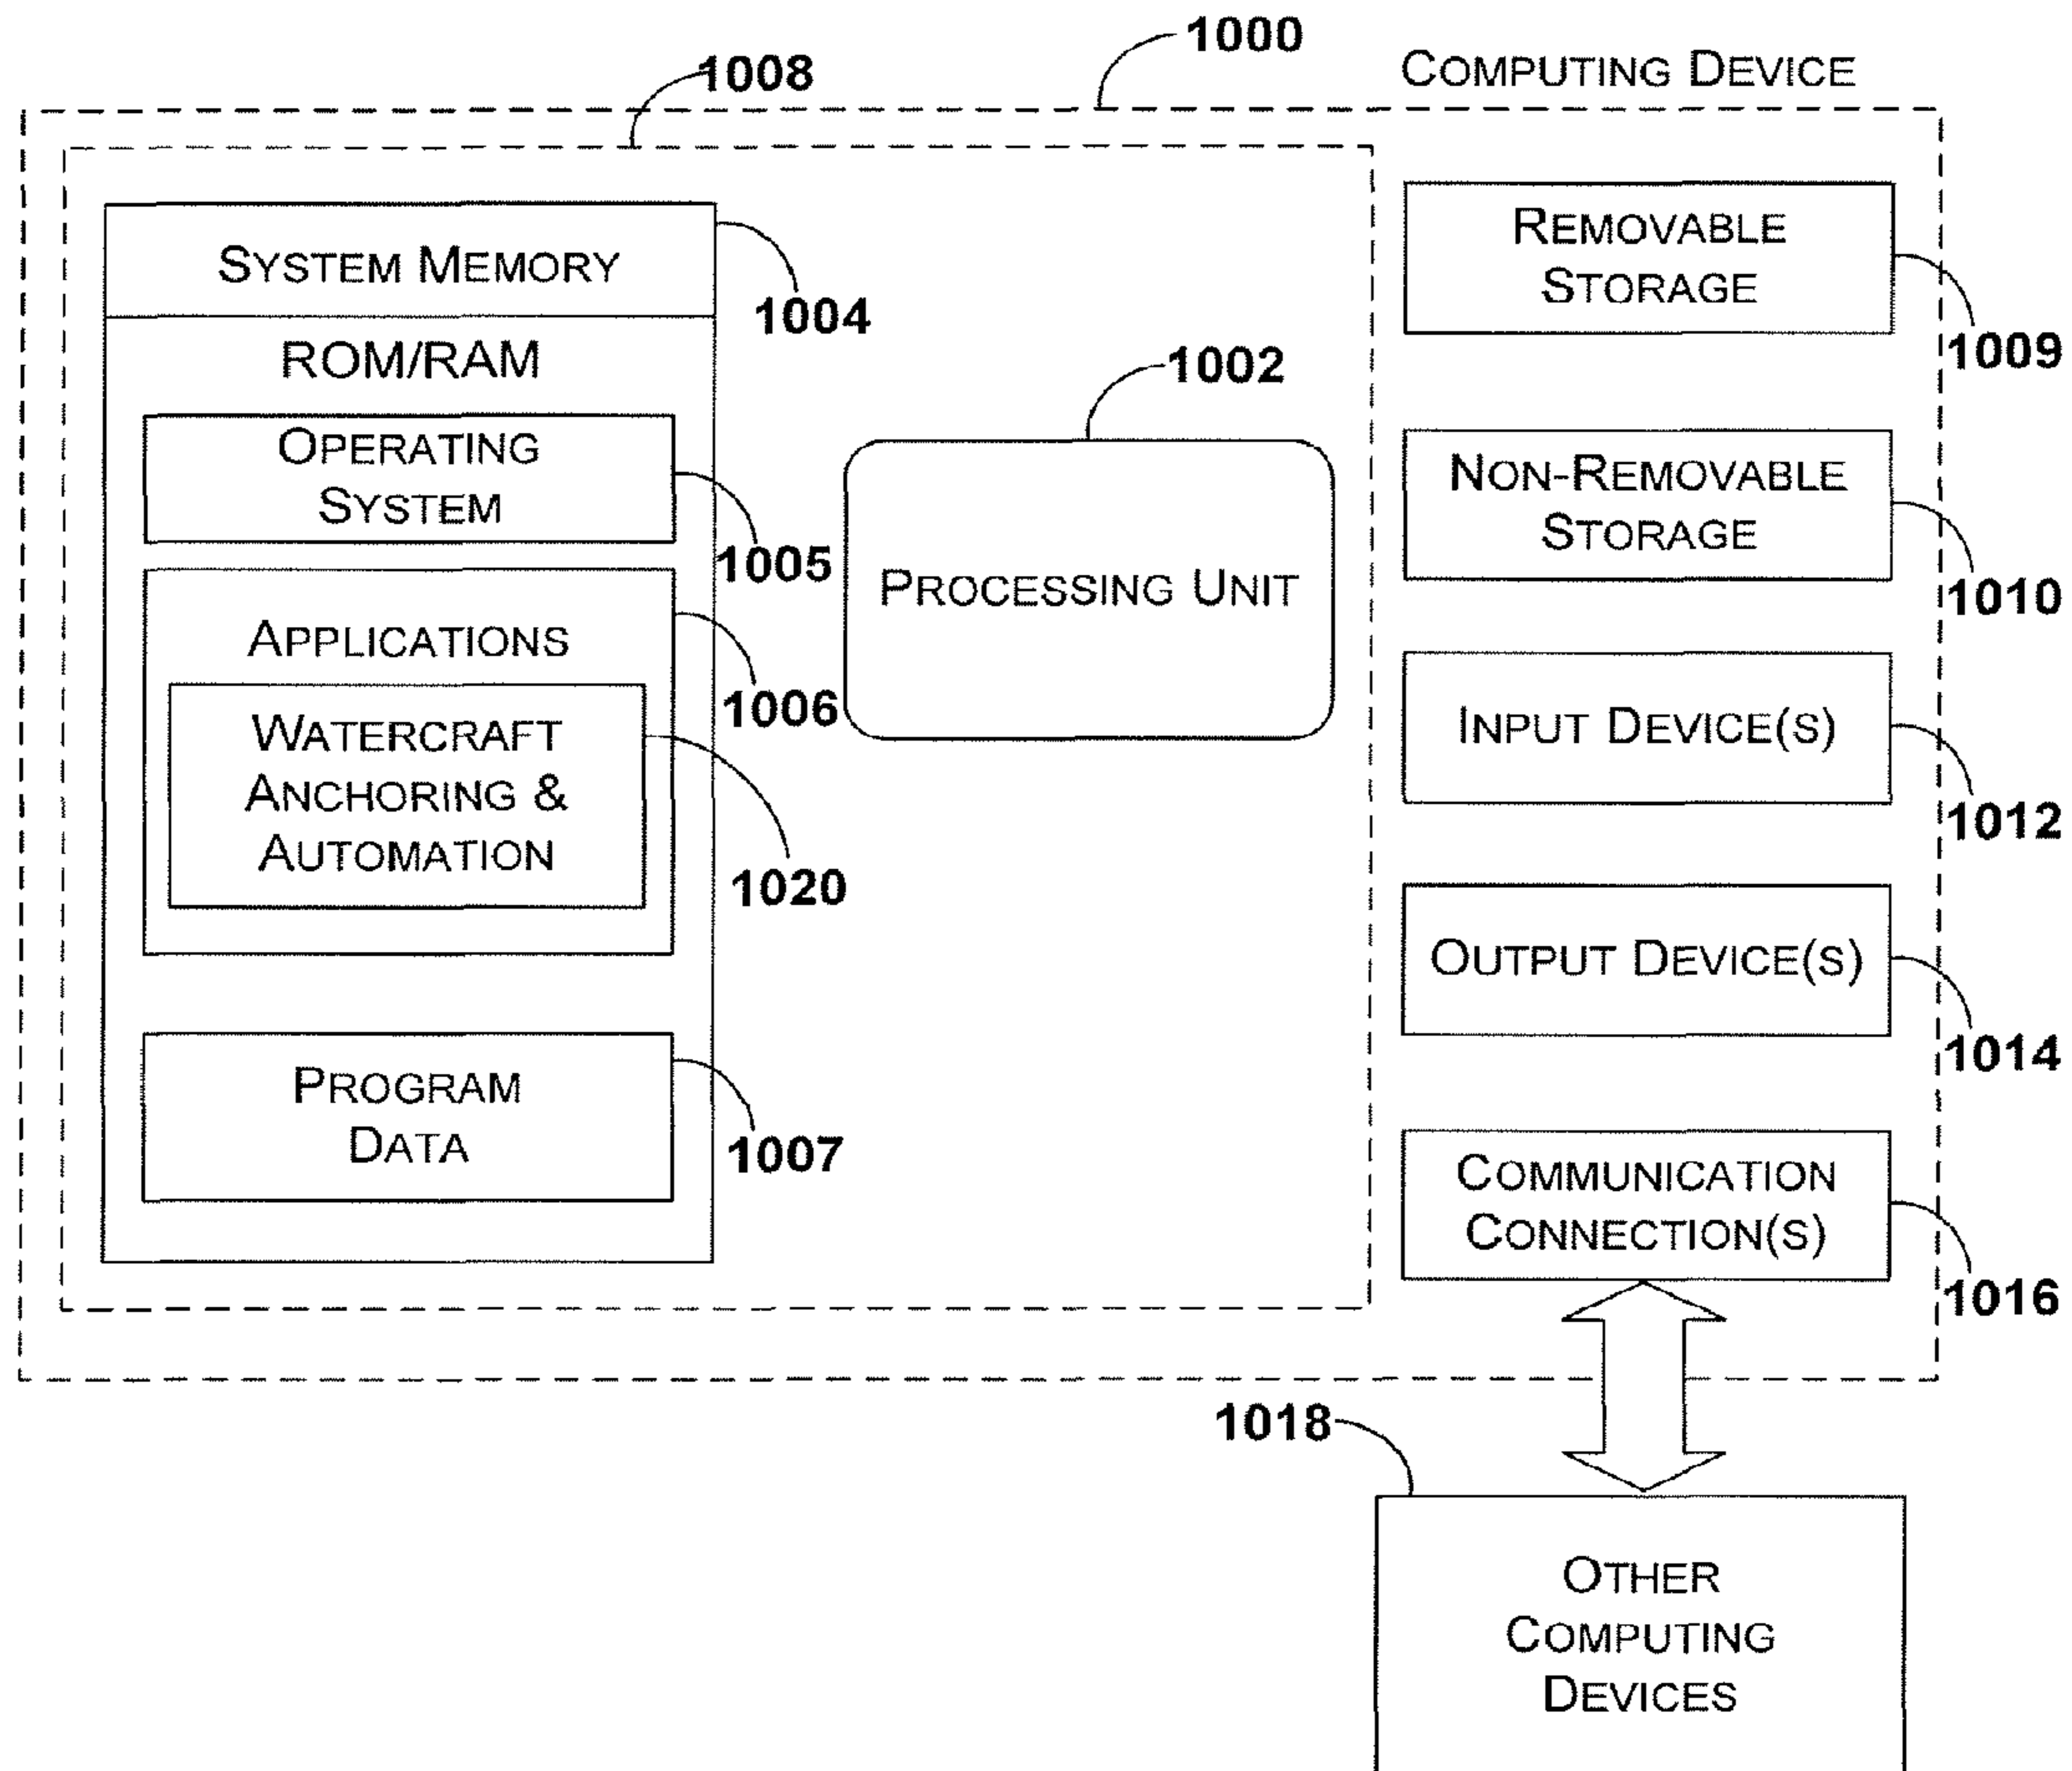 1000
COMPUTING DEVICE
1008
SYSTEM MEMORY
1004
ROM/RAM
OPERATING
SYSTEM
1005
APPLICATIONS
1006
WATERCRAFT
ANCHORING &
AUTOMATION
1020
PROGRAM
DATA
1007
1002
PROCESSING UNIT
REMOVABLE
STORAGE
1009
NON-REMOVABLE
STORAGE
1010
INPUT DEVICE(S)
1012
OUTPUT DEVICE(S)
1014
COMMUNICATION
CONNECTION(S)
1016
1018
OTHER
COMPUTING
DEVICES